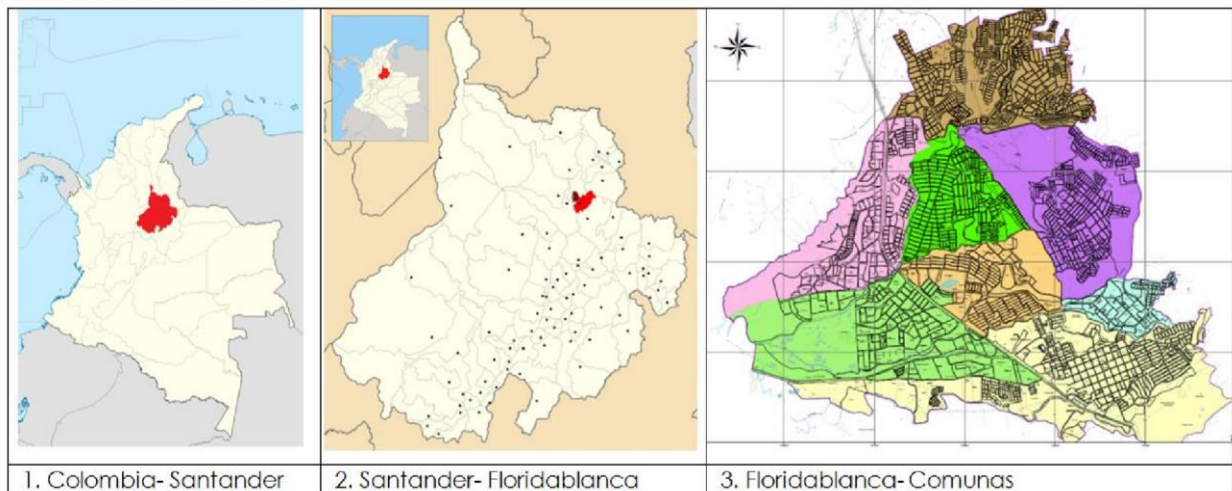 1. Colombia- Santander
2. Santander- Floridablanca
3. Floridablanca- Comunas